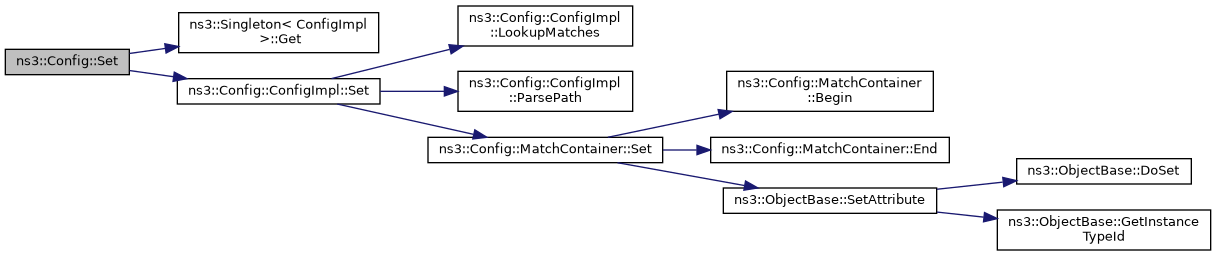 ns3::Config::Set
ns3::Singleton< ConfigImpl
>::Get
ns3::Config::ConfigImpl::Set
ns3::Config::ConfigImpl
::LookupMatches
ns3::Config::ConfigImpl
::ParsePath
ns3::Config::MatchContainer::Set
ns3::Config::MatchContainer
::Begin
ns3::Config::MatchContainer::End
ns3::ObjectBase::SetAttribute
ns3::ObjectBase::DoSet
ns3::ObjectBase::GetInstance
TypeId